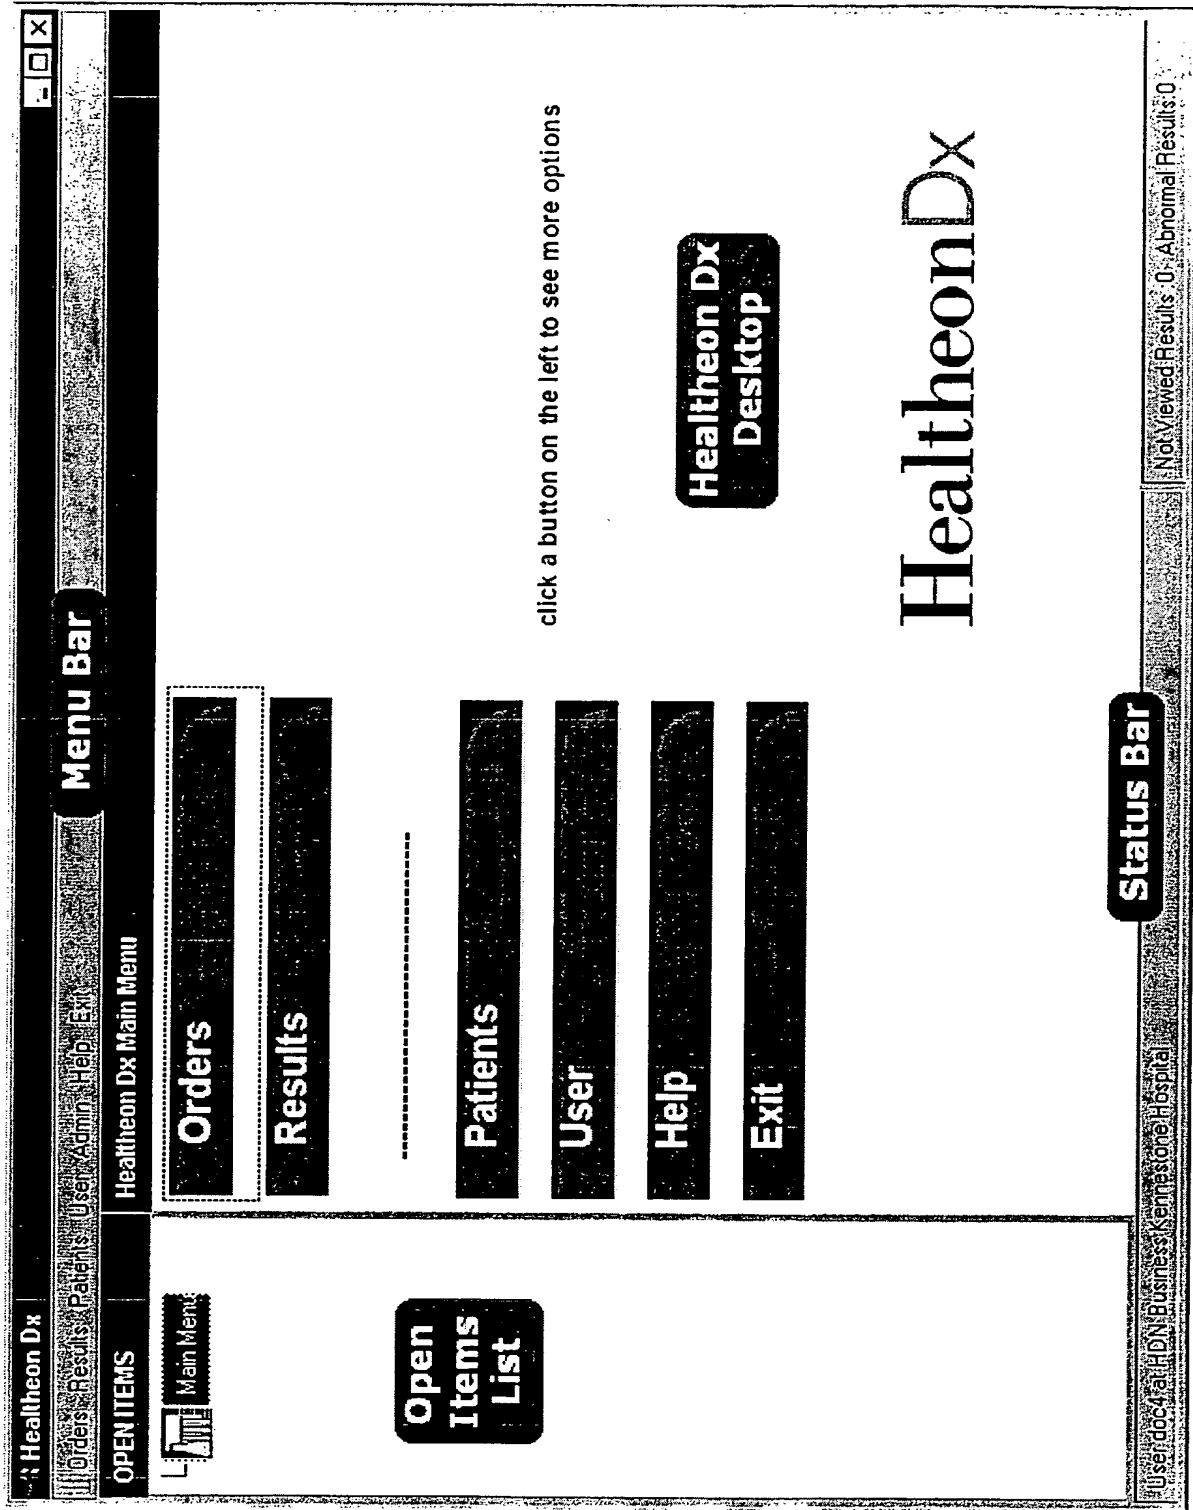 Healtheon Dx
Orders Results Patients User Admin Help Exit
Menu Bar
OPEN ITEMS
Healtheon Dx Main Menu
Main Menu
Orders
Results
Open
Items
List
Patients
click a button on the left to see more options
User
Help
Healtheon Dx
Desktop
Exit
HealtheonDx
Status Bar
User doc4, at HDN Business Kennestone Hospital
Not Viewed Results :0 Abnormal Results:0